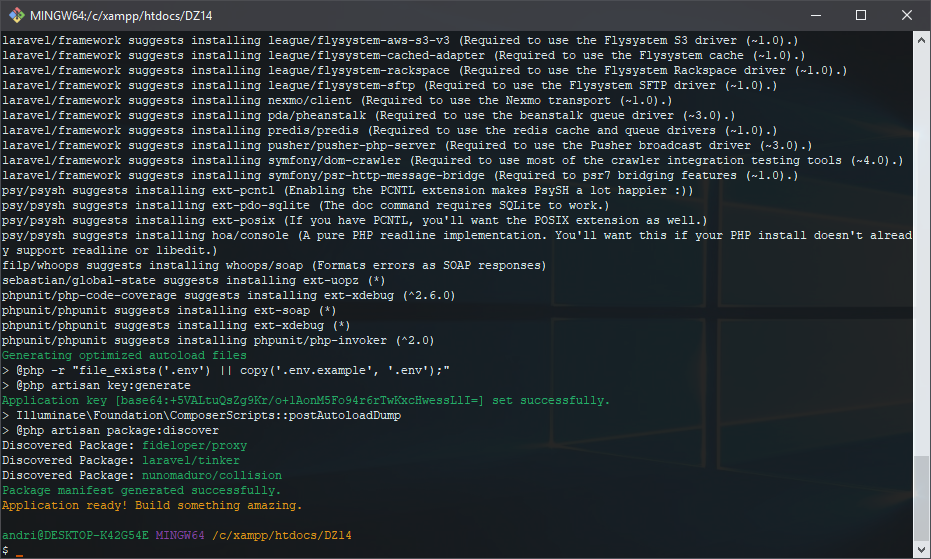 MINGW64:/c/xampp/htdocs/DZ14
laravel/framework suggests installing league/flysystem-aws-s3-v3 (Required to use the Flysystem S3 driver (~1.0).)
laravel/framework suggests installing league/flysystem-cached-adapter (Required to use the Flysystem cache (~1.0).)
laravel/framework suggests installing league/flysystem-rackspace (Required to use the Flysystem Rackspace driver (~1.0).)
laravel/framework suggests installing league/flysystem-sftp (Required to use the Flysystem SFTP driver (~1.0).)
laravel/framework suggests installing nexmo/client (Required to use the Nexmo transport (~1.0).)
laravel/framework suggests installing pda/pheanstalk (Required to use the beanstalk queue driver (~3.0).)
laravel/framework suggests installing predis/predis (Required to use the redis cache and queue drivers (~1.0).)
laravel/framework suggests installing pusher/pusher-php-server (Required to use the Pusher broadcast driver (~3.0).)
laravel/framework suggests installing symfony/dom-crawler (Required to use most of the crawler integration testing tools (~4.0).)
laravel/framework suggests installing symfony/psr-http-message-bridge (Required to psr7 bridging features (~1.0).)
psy/psysh suggests installing ext-pcntl (Enabling the PCNTL extension makes PsySH a lot happier :))
psy/psysh suggests installing ext-pdo-sqlite (The doc command requires SQLite to work.)
psy/psysh suggests installing ext-posix (If you have PCNTL, you'll want the POSIX extension as well.)
psy/psysh suggests installing hoa/console (A pure PHP readline implementation. You'll want this if your PHP install doesn't alread
y support readline or libedit.)
filp/whoops suggests installing whoops/soap (Formats errors as SOAP responses)
sebastian/global-state suggests installing ext-uopz (*)
phpunit/php-code-coverage suggests installing ext-xdebug (^2.6.0)
phpunit/phpunit suggests installing ext-soap (*)
phpunit/phpunit suggests installing ext-xdebug (*)
phpunit/phpunit suggests installing phpunit/php-invoker (^2.0)
Generating optimized autoload files
> @php -r "file_exists('.env') || copy('.env.example', '.env');"
> @php artisan key:generate
Application key [base64:+5VALtuQsZg9Kr/o+lAonM5Fo94r6rTwKxcHwessLlI=] set successfully.
> Illuminate\Foundation\ComposerScripts::postAutoloadDump
> @php artisan package:discover
Discovered Package: fideloper/proxy
Discovered Package: laravel/tinker
Discovered Package: nunomaduro/collision
Package manifest generated successfully.
Application ready! Build something amazing.
andri@DESKTOP-K42G54E MINGW64 /c/xampp/htdocs/DZ14
$ _